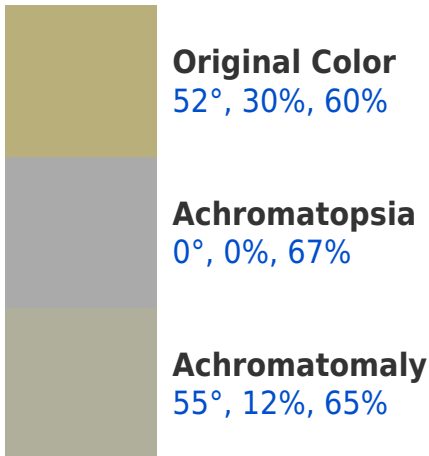 Original Color
52°, 30%, 60%
Achromatopsia
0°, 0%, 67%
Achromatomaly
55°, 12%, 65%